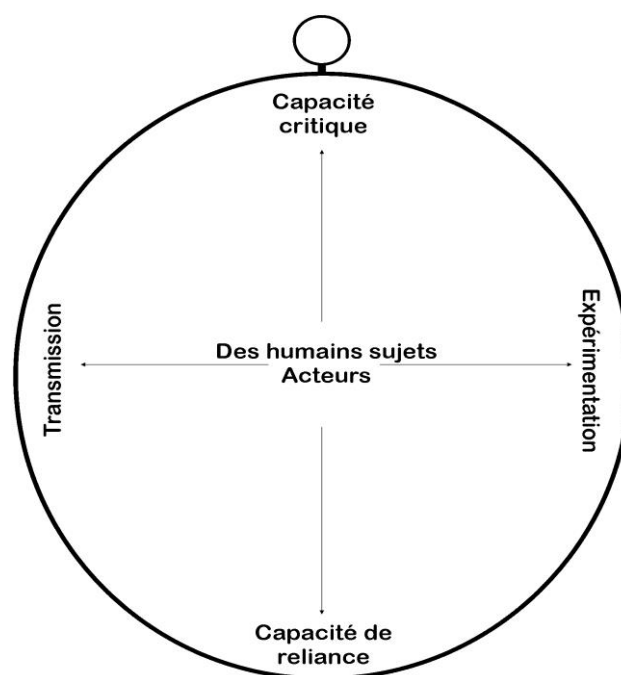 Capacité
critique
Transmission
Des humains sujets
Acteurs
Expérimentation
Capacité de
reliance